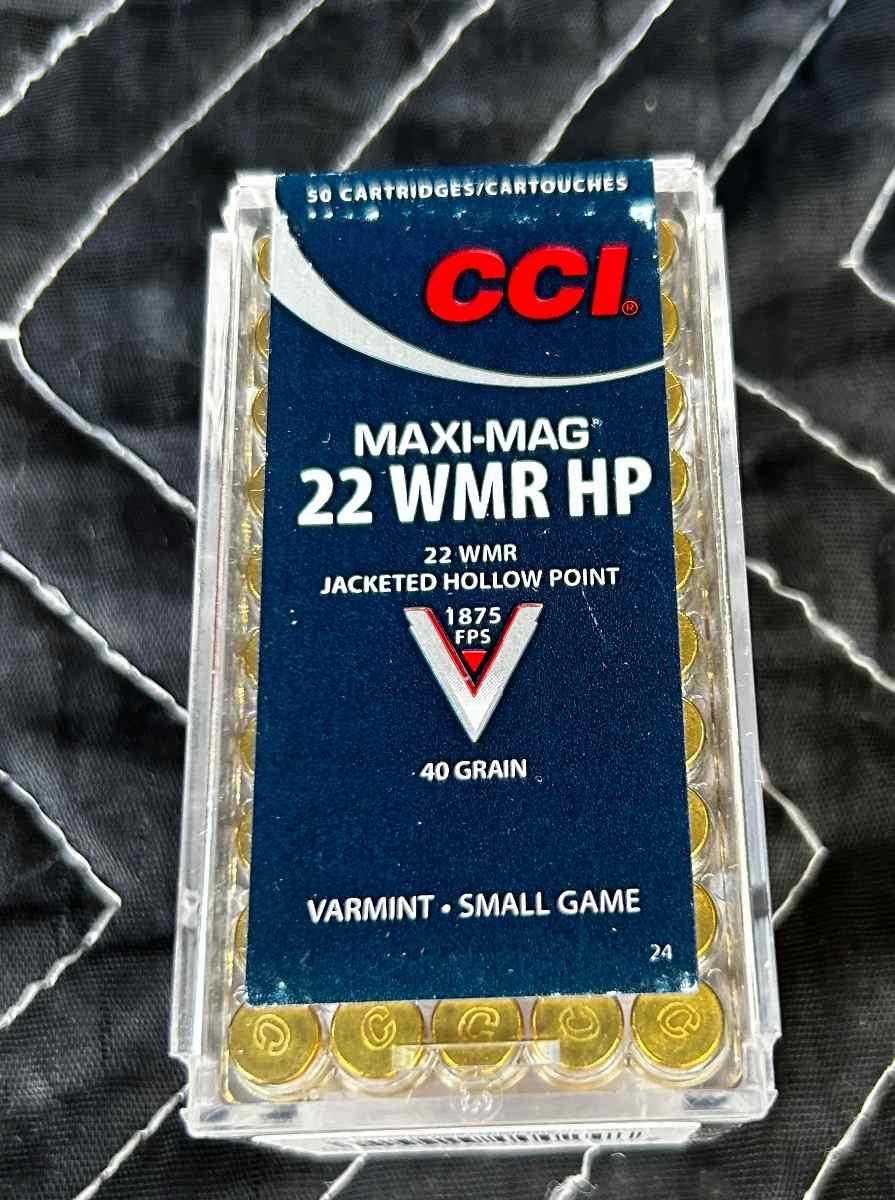 50 CARTRIDGES/CARTOUCHES
CCI®
MAXI-MAG®
22 WMR HP
22 WMR
JACKETED HOLLOW POINT
1875
FPS
40 GRAIN
VARMINT • SMALL GAME
24
C C C C C